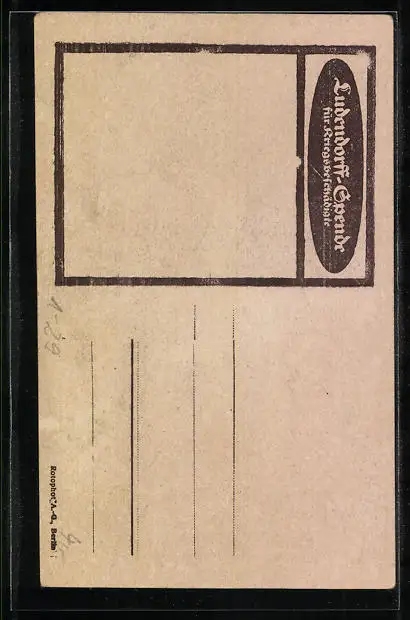 Ludendorff-Spende
für Kriegsbeschädigte
Rotophot A.-G., Berlin